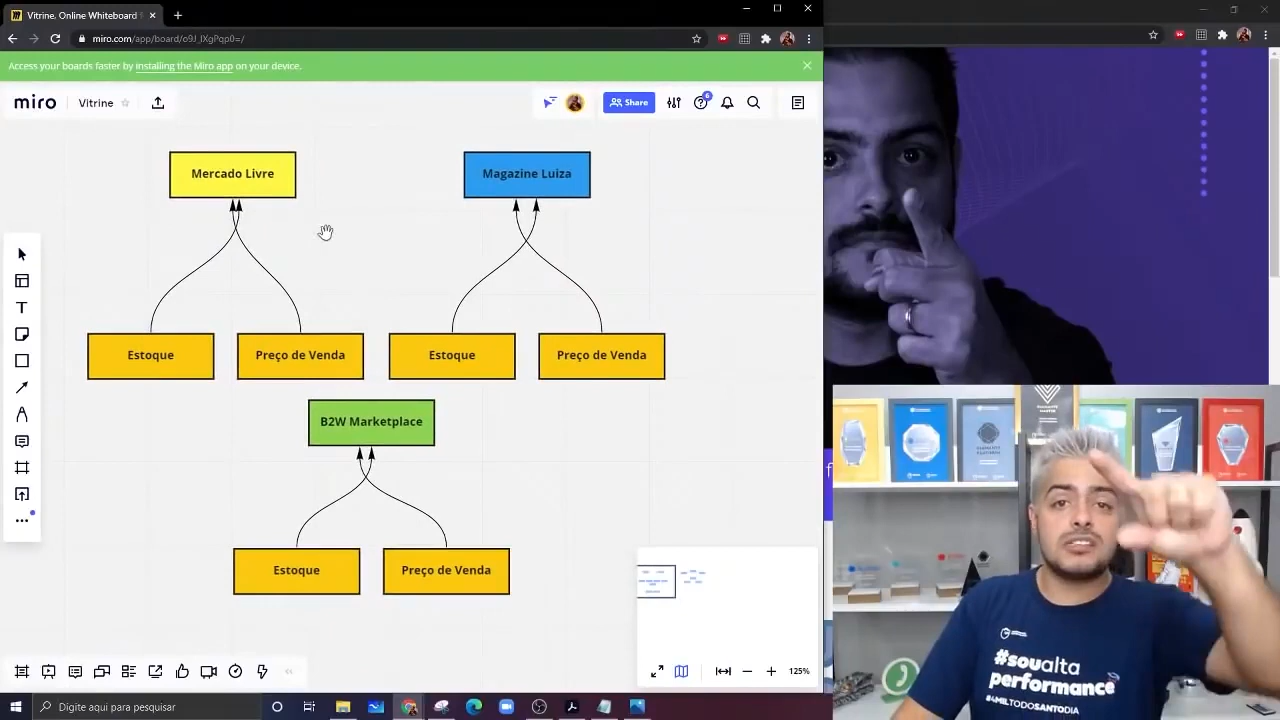 Vitrine. Online Whiteboard f
miro.com/app/board/o9J_lXgPqp0=/
Access your boards faster by installing the Miro app on your device.
miro
Vitrine
Share
6
Mercado Livre
Magazine Luiza
Estoque
Preço de Venda
Estoque
Preço de Venda
B2W Marketplace
Estoque
Preço de Venda
125%
Digite aqui para pesquisar
#soualta
performance
#4MILTODOSANTODIA